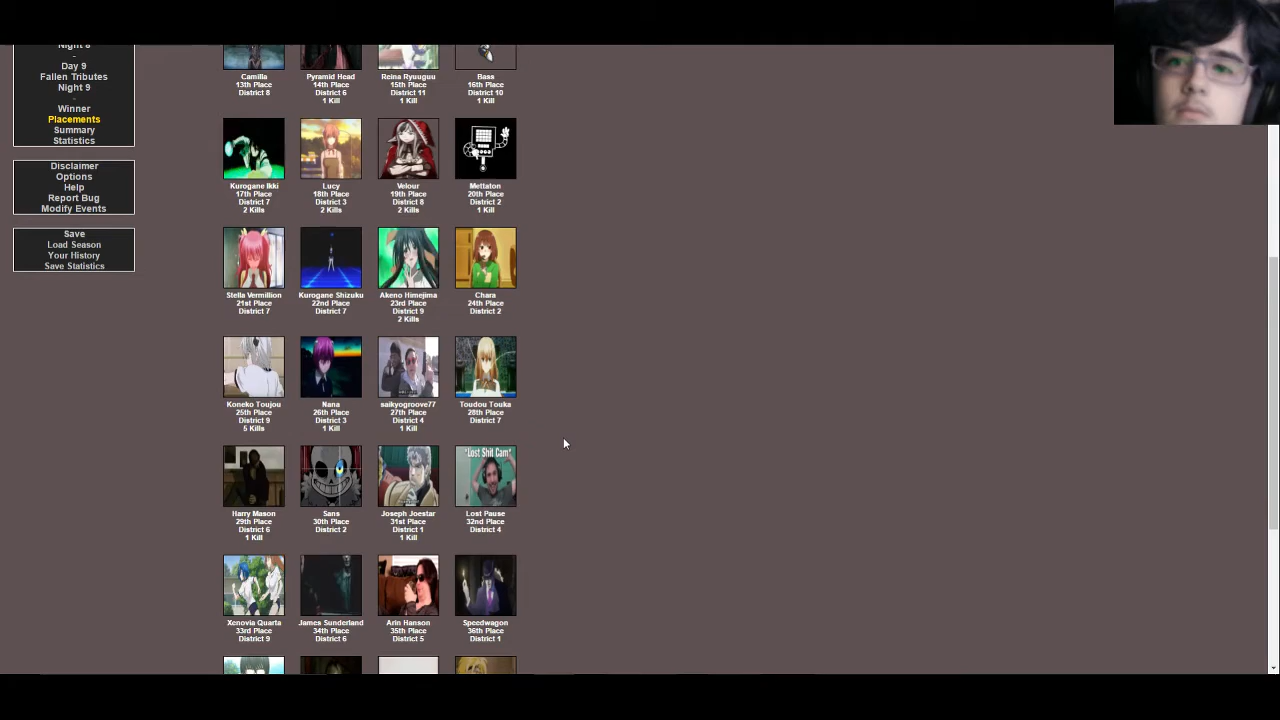 Night 8
-
Day 9
Fallen Tributes
Night 9
-
Winner
Placements
Summary
Statistics
Disclaimer
Options
Help
Report Bug
Modify Events
Save
Load Season
Your History
Save Statistics
Camilla
13th Place
District 8
Pyramid Head
14th Place
District 6
1 Kill
Reina Ryuuguu
15th Place
District 11
1 Kill
Bass
16th Place
District 10
1 Kill
Kurogane Ikki
17th Place
District 7
2 Kills
Lucy
18th Place
District 3
2 Kills
Velour
19th Place
District 8
2 Kills
Mettaton
20th Place
District 2
1 Kill
Stella Vermillion
21st Place
District 7
Kurogane Shizuku
22nd Place
District 7
Akeno Himejima
23rd Place
District 9
2 Kills
Chara
24th Place
District 2
Koneko Toujou
25th Place
District 9
5 Kills
Nana
26th Place
District 3
1 Kill
saikyogroove77
27th Place
District 4
1 Kill
Toudou Touka
28th Place
District 7
Harry Mason
29th Place
District 6
1 Kill
Sans
30th Place
District 2
Joseph Joestar
31st Place
District 1
1 Kill
*Lost Shit Cam*
Lost Pause
32nd Place
District 4
Xenovia Quarta
33rd Place
District 9
James Sunderland
34th Place
District 6
Arin Hanson
35th Place
District 5
Speedwagon
36th Place
District 1